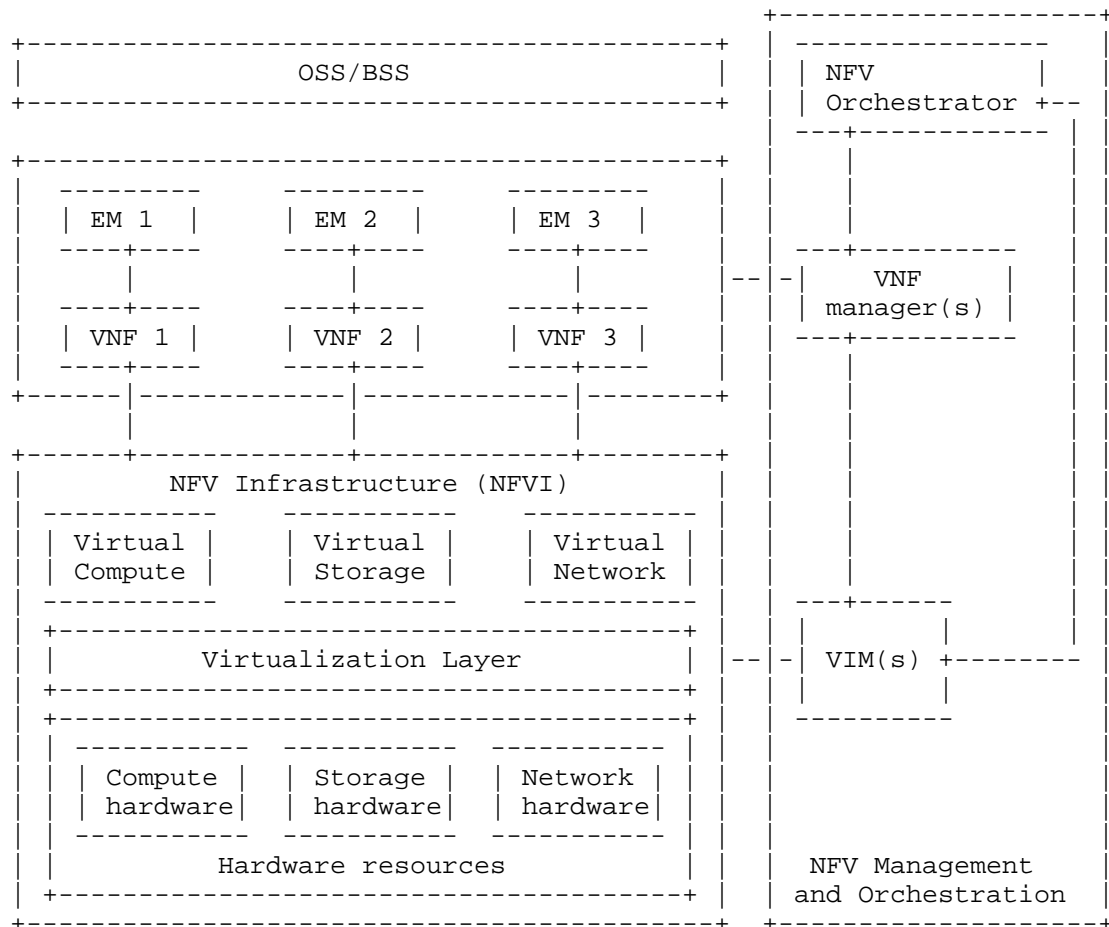 OSS/BSS
NFV
Orchestrator
EM 1 EM 2 EM 3
VNF 1 VNF 2 VNF 3
VNF
manager(s)
NFV Infrastructure (NFVI)
Virtual Virtual Virtual
Compute Storage Network
Virtualization Layer
VIM(s)
Compute Storage Network
hardware hardware hardware
Hardware resources
NFV Management
and Orchestration